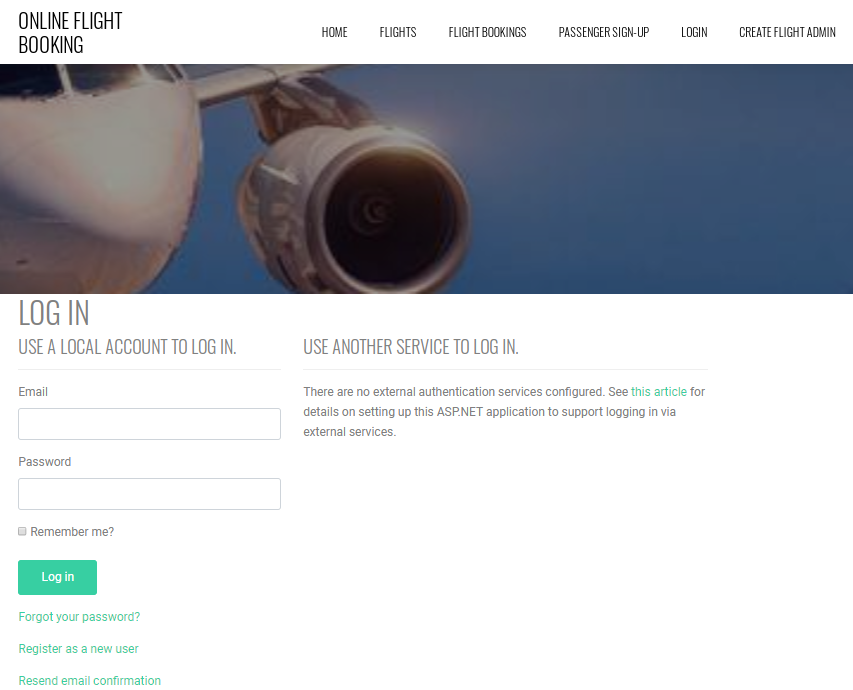 ONLINE FLIGHT
BOOKING
HOME FLIGHTS FLIGHT BOOKINGS PASSENGER SIGN-UP LOGIN CREATE FLIGHT ADMIN
LOG IN
USE A LOCAL ACCOUNT TO LOG IN.
Email
Password
Remember me?
Log in
Forgot your password?
Register as a new user
Resend email confirmation
USE ANOTHER SERVICE TO LOG IN.
There are no external authentication services configured. See this article for
details on setting up this ASP.NET application to support logging in via
external services.